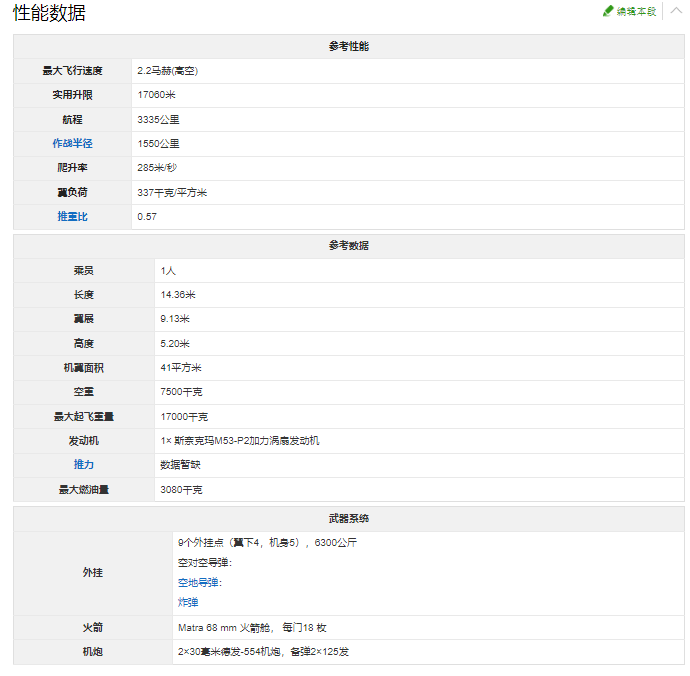 性能数据
编辑本段
参考性能
最大飞行速度 2.2马赫(高空)
实用升限 17060米
航程 3335公里
作战半径 1550公里
爬升率 285米/秒
翼负荷 337千克/平方米
推重比 0.57
参考数据
乘员 1人
长度 14.36米
翼展 9.13米
高度 5.20米
机翼面积 41平方米
空重 7500千克
最大起飞重量 17000千克
发动机 1× 斯奈克玛M53-P2加力涡扇发动机
推力 数据暂缺
最大燃油量 3080千克
武器系统
外挂
9个外挂点（翼下4，机身5），6300公斤
空对空导弹：
空地导弹：
炸弹
火箭 Matra 68 mm 火箭舱， 每门18 枚
机炮 2×30毫米德发-554机炮，备弹2×125发